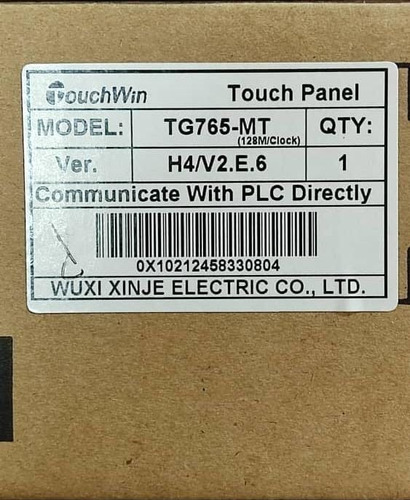 TouchWin Touch Panel
MODEL: TG765-MT (128M/Clock) QTY:
Ver. H4/V2.E.6 1
Communicate With PLC Directly
0X10212458330804
WUXI XINJE ELECTRIC CO., LTD.